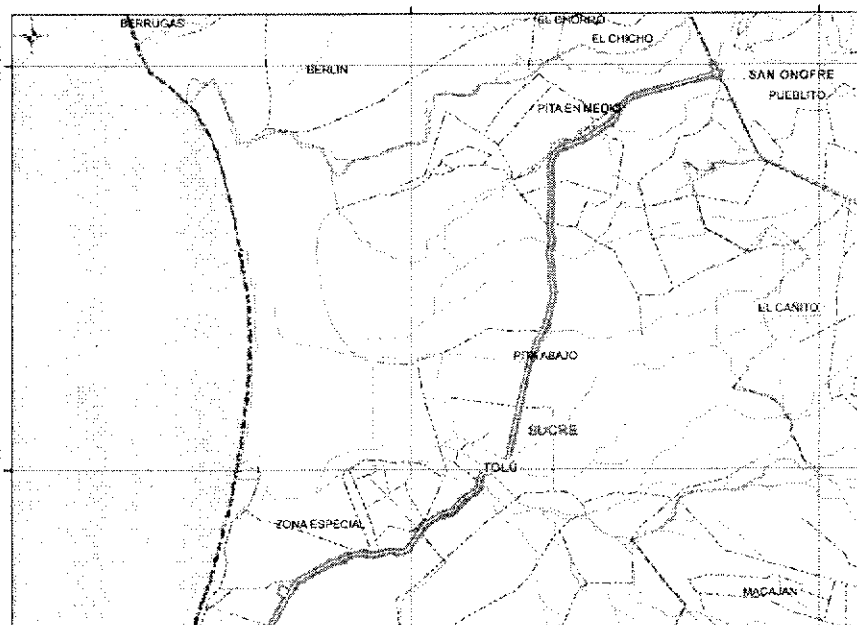 BERRUGAS
EL CHORRO
EL CHICHO
BERLIN
SAN ONOFRE
PUEBLITO
PITA EN MEDIO
EL CAÑITO
PITA ABAJO
SUCRE
TOLÚ
ZONA ESPECIAL
MACAJAN